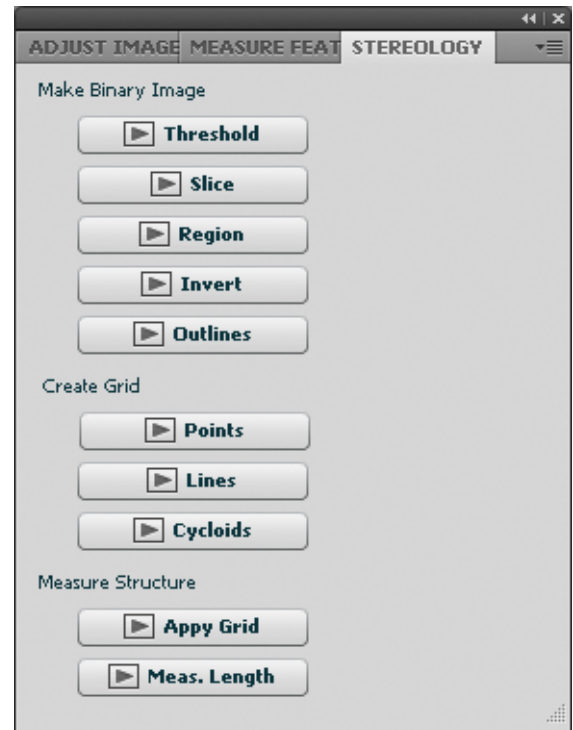 ADJUST IMAGE MEASURE FEAT STEREOLOGY
Make Binary Image
Threshold
Slice
Region
Invert
Outlines
Create Grid
Points
Lines
Cycloids
Measure Structure
Appy Grid
Meas. Length